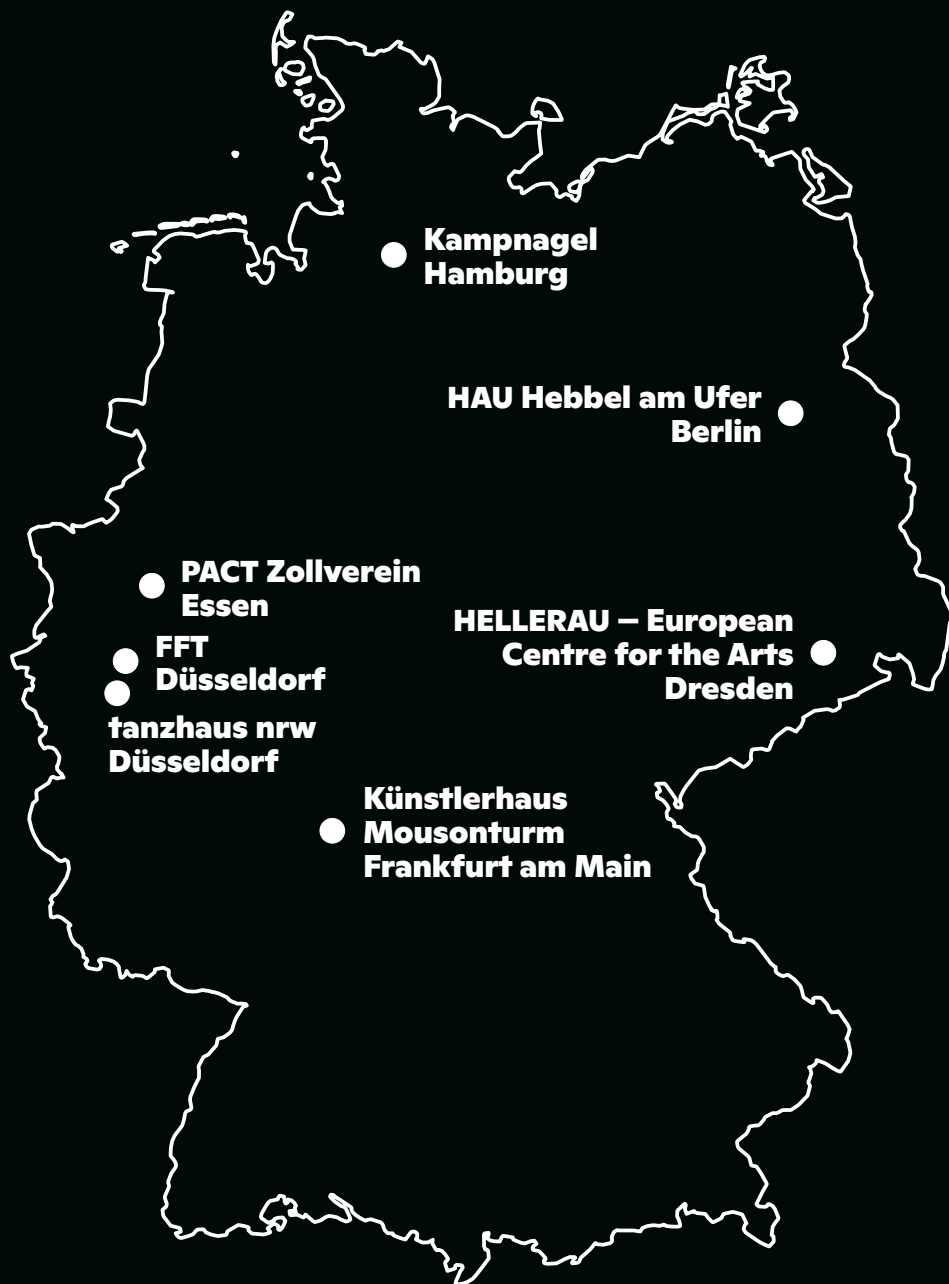 Kampnagel
Hamburg
HAU Hebbel am Ufer
Berlin
PACT Zollverein
Essen
HELLERAU – European
Centre for the Arts
Dresden
FFT
Düsseldorf
tanzhaus nrw
Düsseldorf
Künstlerhaus
Mousonturm
Frankfurt am Main